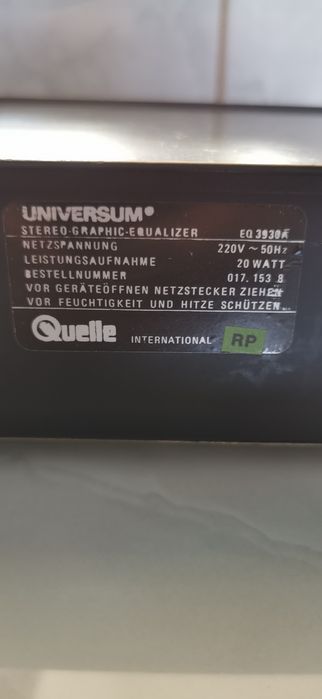 UNIVERSUM®
STEREO-GRAPHIC-EQUALIZER EQ 3930A
NETZSPANNUNG 220V ~ 50Hz
LEISTUNGSAUFNAHME 20 WATT
BESTELLNUMMER 017. 153 8
VOR GERÄTEÖFFNEN NETZSTECKER ZIEHEN
VOR FEUCHTIGKEIT UND HITZE SCHÜTZEN
Quelle INTERNATIONAL RP